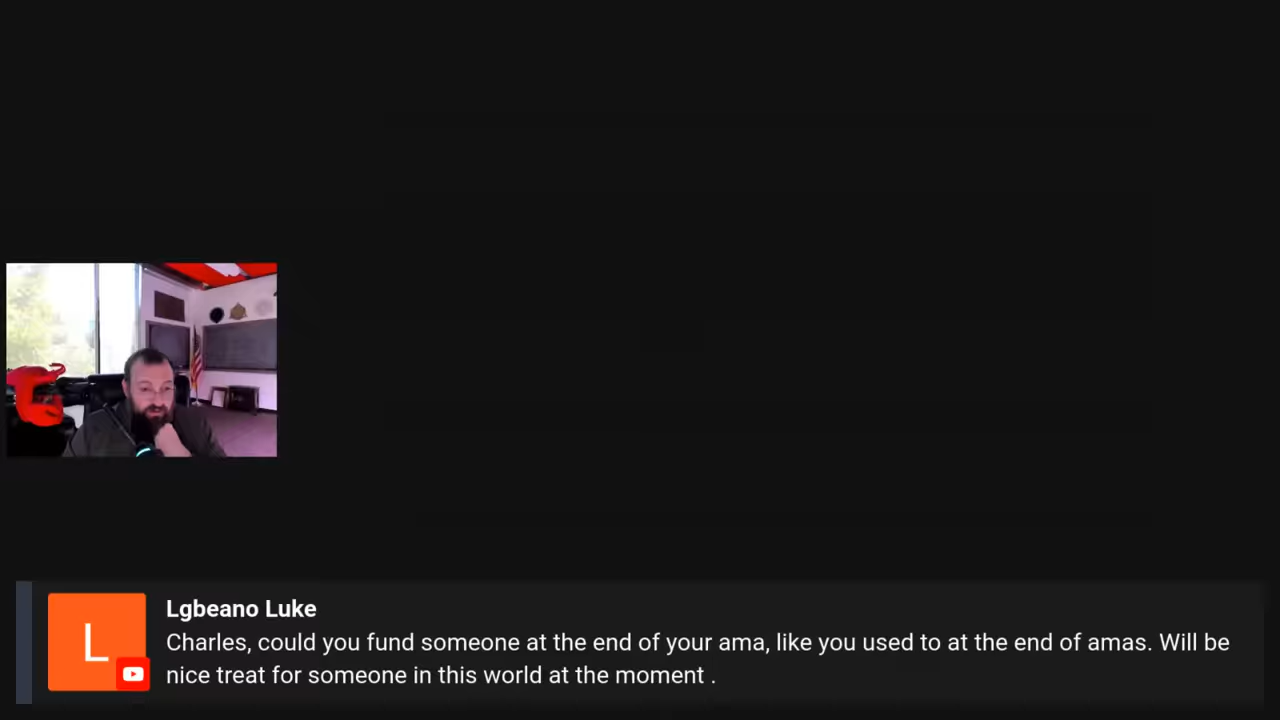 Lgbeano Luke
L
Charles, could you fund someone at the end of your ama, like you used to at the end of amas. Will be
nice treat for someone in this world at the moment .